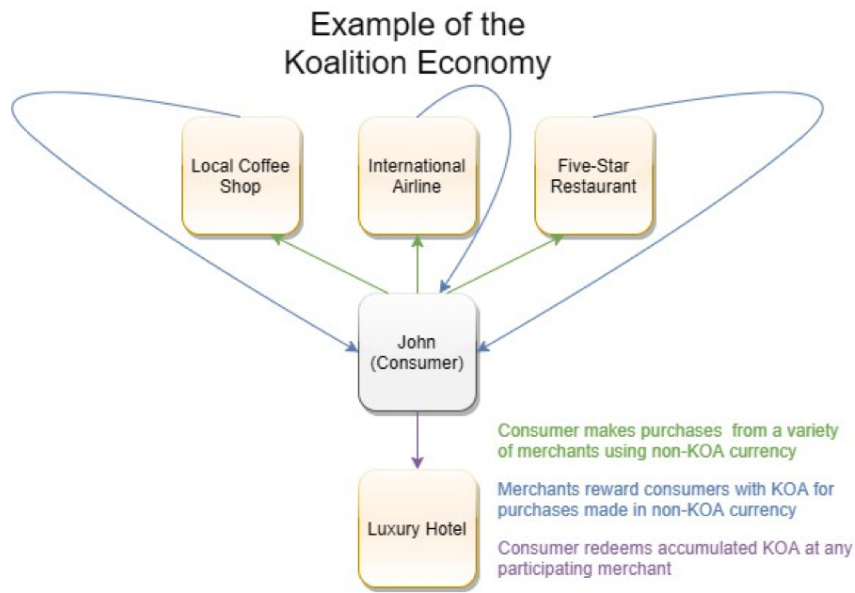 Example of the
Koalition Economy
Local Coffee
Shop
International
Airline
Five-Star
Restaurant
John
(Consumer)
Consumer makes purchases from a variety
of merchants using non-KOA currency
Merchants reward consumers with KOA for
purchases made in non-KOA currency
Luxury Hotel
Consumer redeems accumulated KOA at any
participating merchant